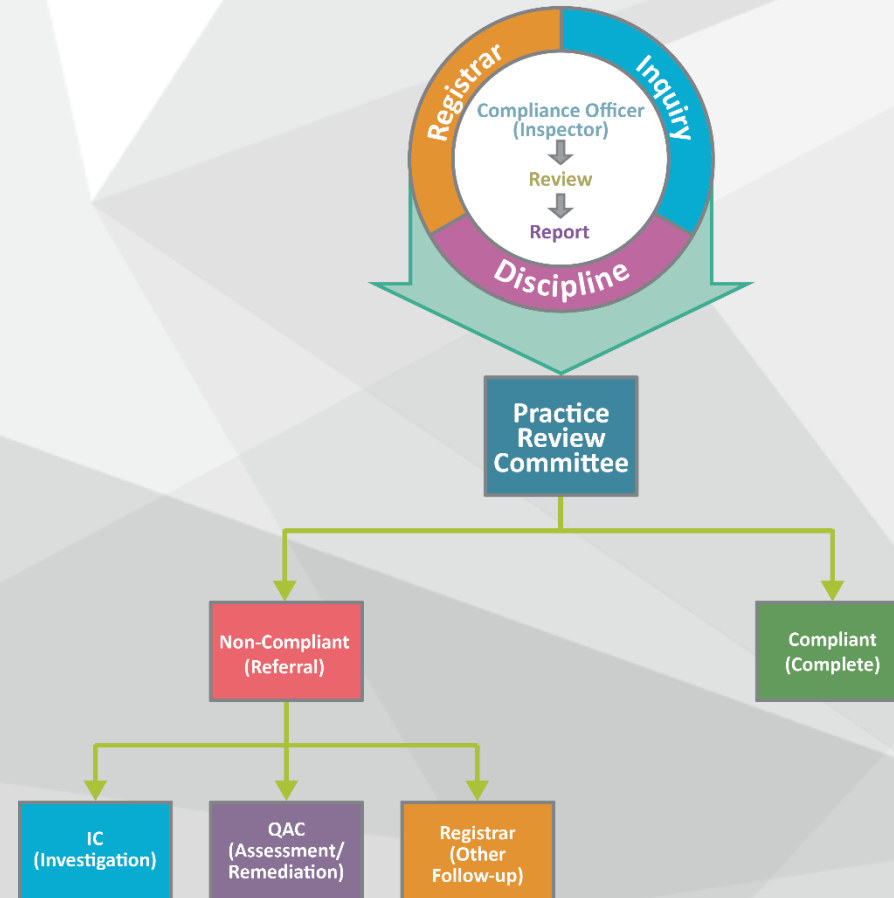 Registrar
Inquiry
Compliance Officer
(Inspector)
Review
Report
Discipline
Practice
Review
Committee
Non-Compliant
(Referral)
Compliant
(Complete)
IC
(Investigation)
QAC
(Assessment/
Remediation)
Registrar
(Other
Follow-up)